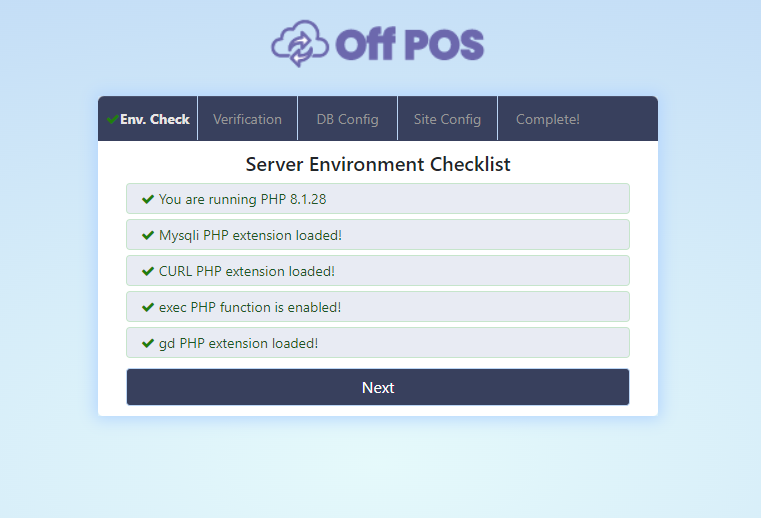 Off POS
Env. Check Verification DB Config Site Config Complete!
Server Environment Checklist
You are running PHP 8.1.28
Mysqli PHP extension loaded!
CURL PHP extension loaded!
exec PHP function is enabled!
gd PHP extension loaded!
Next